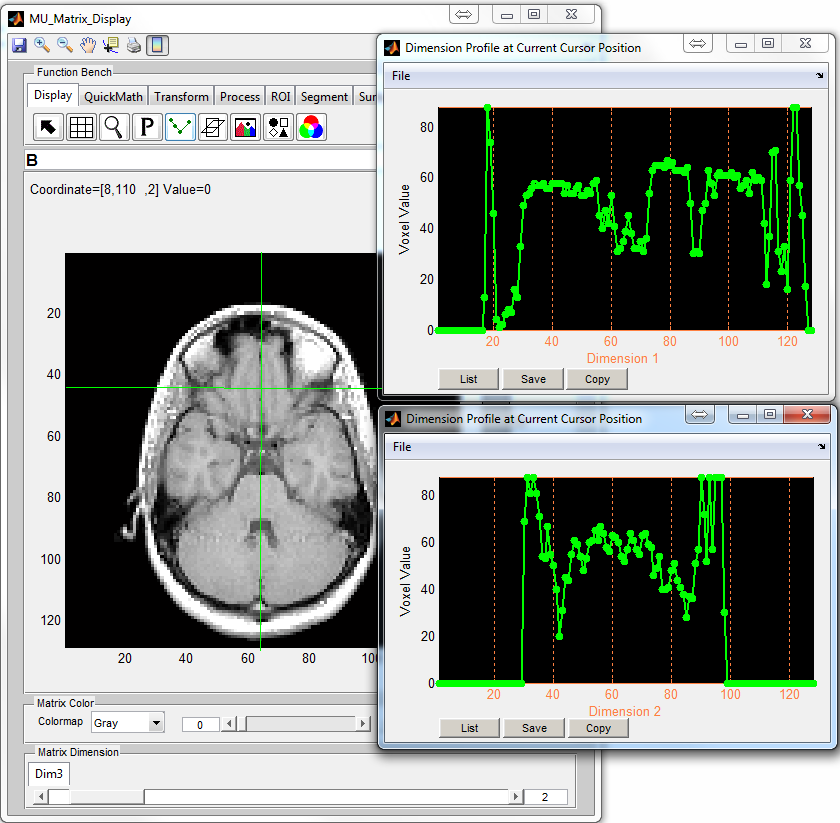 MU_Matrix_Display
Function Bench
Display QuickMath Transform Process ROI Segment Sur
P
B
Coordinate=[8,110 ,2] Value=0
20
40
60
80
100
120
20 40 60 80 100
Matrix Color
Colormap Gray 0
Matrix Dimension
Dim3
2
Dimension Profile at Current Cursor Position
File
Voxel Value
80
60
40
20
0
20 40 60 80 100 120
Dimension 1
List Save Copy
Dimension Profile at Current Cursor Position
File
Voxel Value
80
60
40
20
0
20 40 60 80 100 120
Dimension 2
List Save Copy